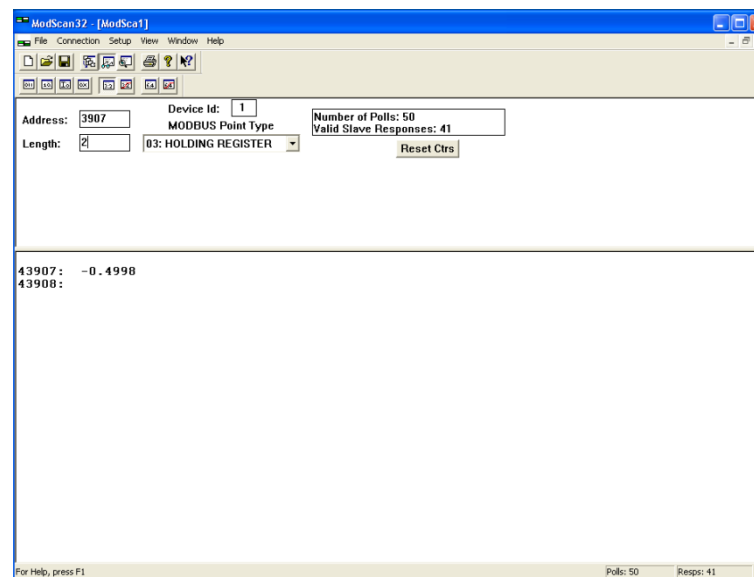 ModScan32 - [ModSca1]
File Connection Setup View Window Help
Address: 3907
Device Id: 1
MODBUS Point Type
Length: 2
03: HOLDING REGISTER
Number of Polls: 50
Valid Slave Responses: 41
Reset Ctrs
43907: -0.4998
43908:
For Help, press F1
Polls: 50
Resps: 41